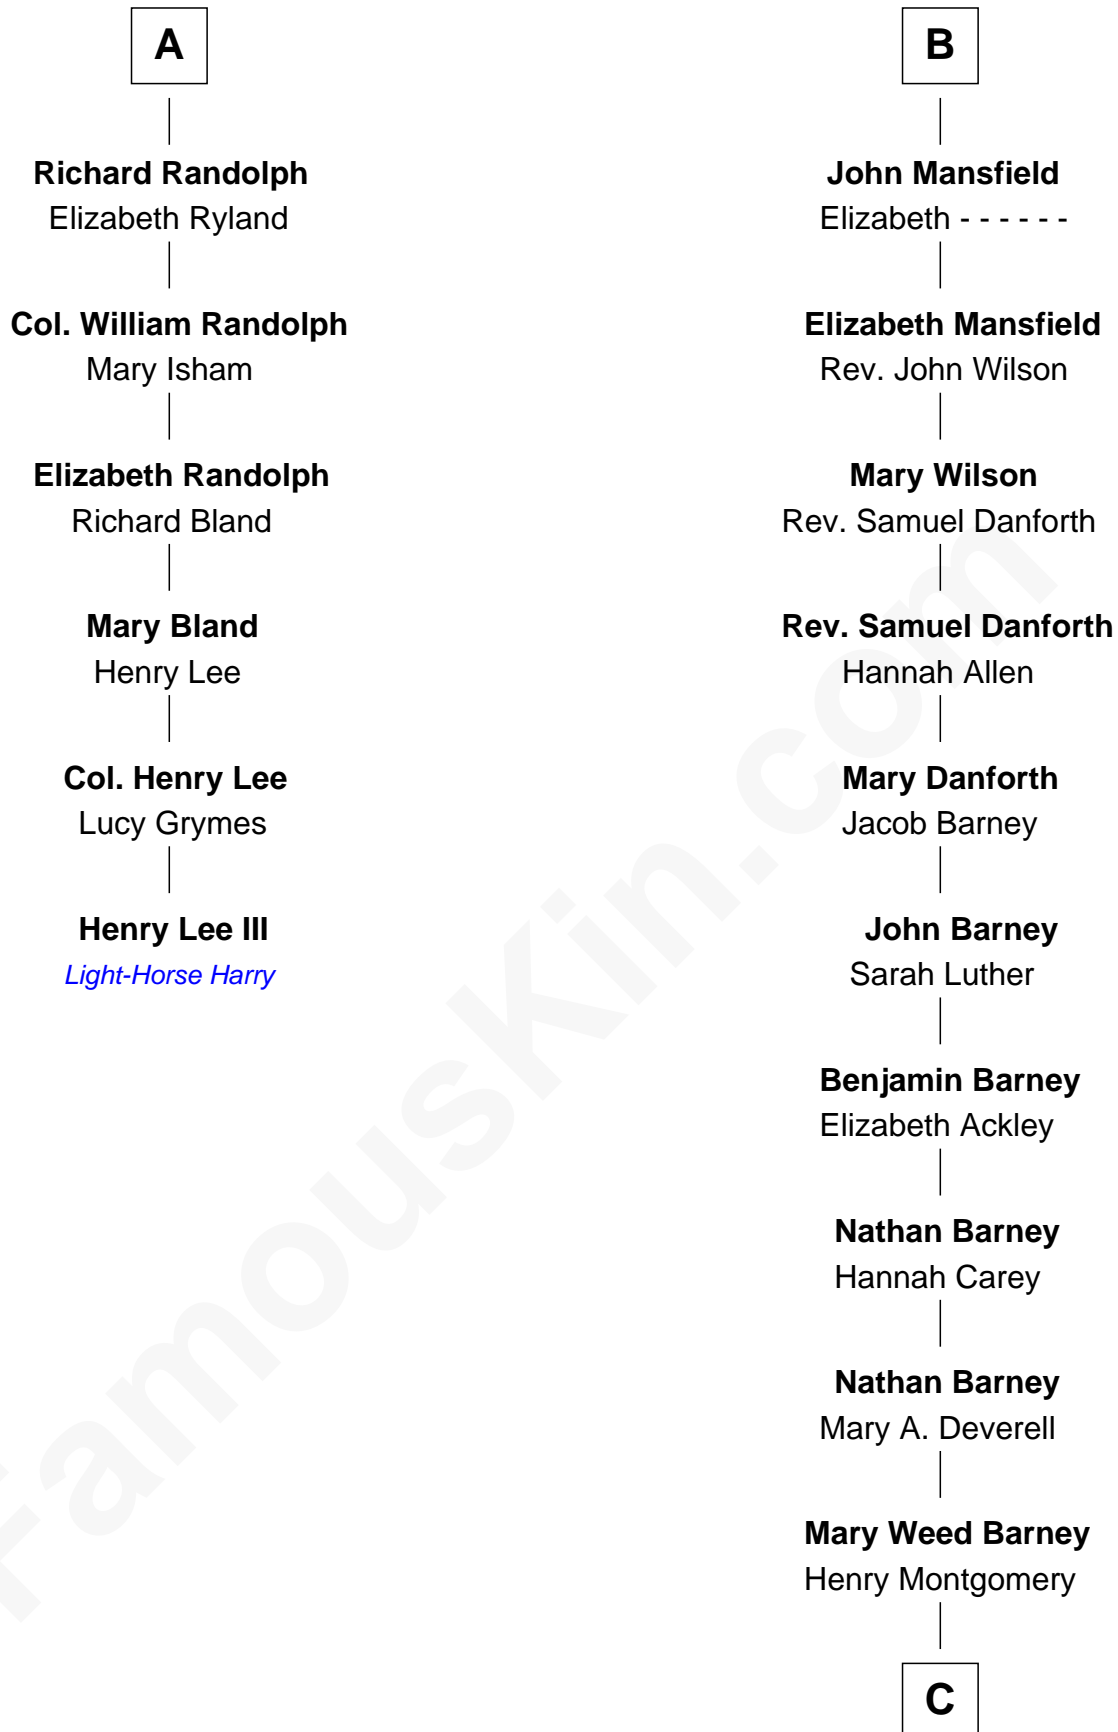 A
Richard Randolph
Elizabeth Ryland
Col. William Randolph
Mary Isham
Elizabeth Randolph
Richard Bland
Mary Bland
Henry Lee
Col. Henry Lee
Lucy Grymes
Henry Lee III
Light-Horse Harry
B
John Mansfield
Elizabeth - - - - - -
Elizabeth Mansfield
Rev. John Wilson
Mary Wilson
Rev. Samuel Danforth
Rev. Samuel Danforth
Hannah Allen
Mary Danforth
Jacob Barney
John Barney
Sarah Luther
Benjamin Barney
Elizabeth Ackley
Nathan Barney
Hannah Carey
Nathan Barney
Mary A. Deverell
Mary Weed Barney
Henry Montgomery
C
FamousKin.com